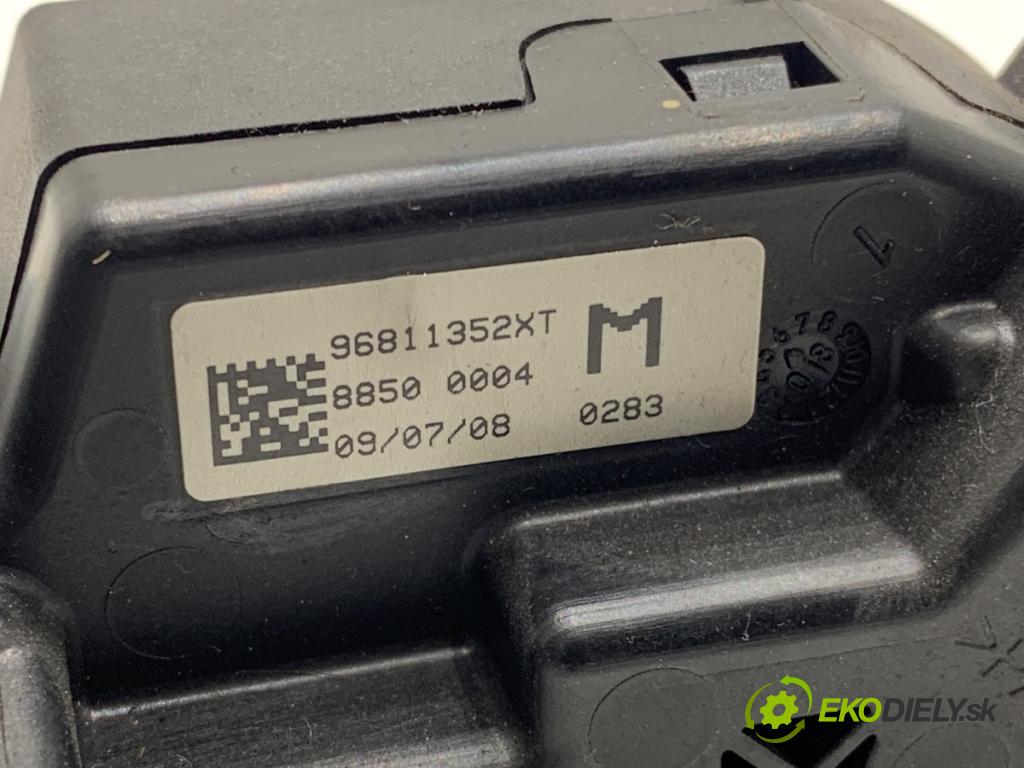 96811352XT
8850 0004
09/07/08
M
0283
EKODIELY.sk